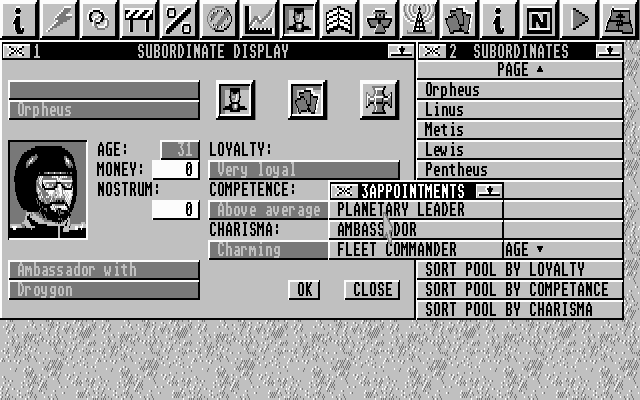 1 SUBORDINATE DISPLAY
2 SUBORDINATES
PAGE
Orpheus
AGE: 31
MONEY: 0
NOSTRUM:
0
LOYALTY:
Very loyal
COMPETENCE:
Above average
CHARISMA:
Charming
Ambassador with
Droygon
OK
CLOSE
Orpheus
Linus
Metis
Lewis
Pentheus
3APPOINTMENTS
PLANETARY LEADER
AMBASSADOR
FLEET COMMANDER
AGE
SORT POOL BY LOYALTY
SORT POOL BY COMPETANCE
SORT POOL BY CHARISMA